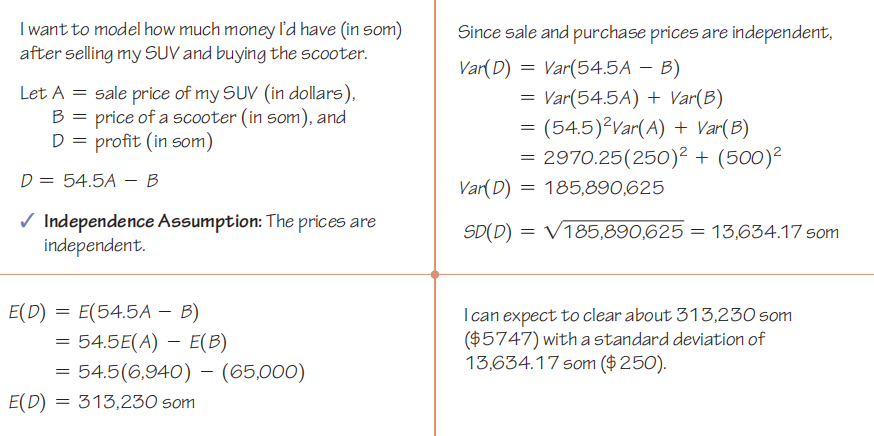 I want to model how much money I'd have (in som)
after selling my SUV and buying the scooter.
Let A = sale price of my SUV (in dollars),
B = price of a scooter (in som), and
D = profit (in som)
D = 54.5A − B
✓ Independence Assumption: The prices are
independent.
Since sale and purchase prices are independent,
Var(D) = Var(54.5A − B)
= Var(54.5A) + Var(B)
= (54.5)²Var(A) + Var(B)
= 2970.25(250)² + (500)²
Var(D) = 185,890,625
SD(D) = √185,890,625 = 13,634.17 som
E(D) = E(54.5A − B)
= 54.5E(A) − E(B)
= 54.5(6,940) − (65,000)
E(D) = 313,230 som
I can expect to clear about 313,230 som
($5747) with a standard deviation of
13,634.17 som ($250).